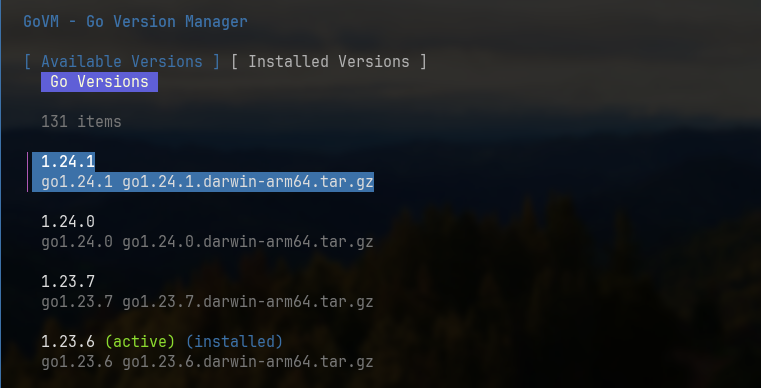 GoVM - Go Version Manager
[ Available Versions ] [ Installed Versions ]
Go Versions
131 items
1.24.1
go1.24.1 go1.24.1.darwin-arm64.tar.gz
1.24.0
go1.24.0 go1.24.0.darwin-arm64.tar.gz
1.23.7
go1.23.7 go1.23.7.darwin-arm64.tar.gz
1.23.6 (active) (installed)
go1.23.6 go1.23.6.darwin-arm64.tar.gz